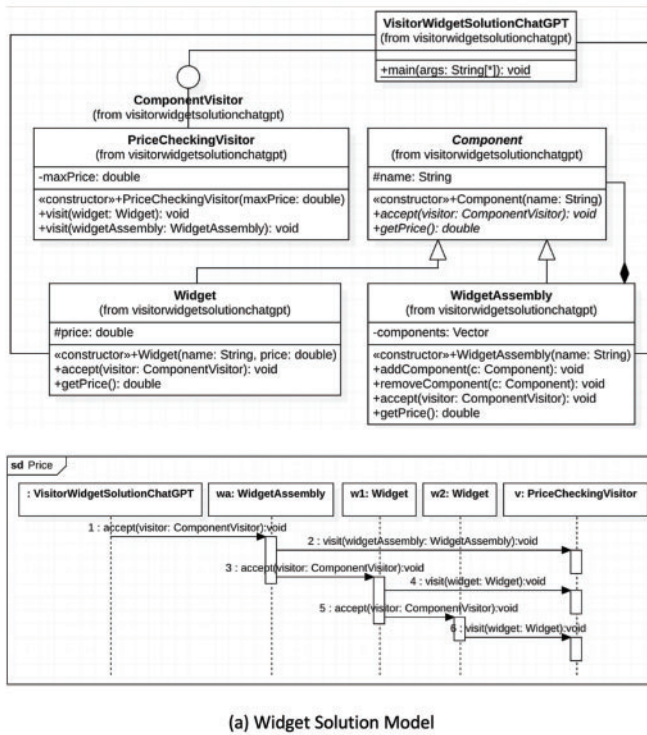 VisitorWidgetSolutionChatGPT
(from visitorwidgetsolutionchatgpt)
+main(args: String[*]): void
ComponentVisitor
(from visitorwidgetsolutionchatgpt)
PriceCheckingVisitor
(from visitorwidgetsolutionchatgpt)
-maxPrice: double
«constructor»+PriceCheckingVisitor(maxPrice: double)
+visit(widget: Widget): void
+visit(widgetAssembly: WidgetAssembly): void
Component
(from visitorwidgetsolutionchatgpt)
#name: String
«constructor»+Component(name: String)
+accept(visitor: ComponentVisitor): void
+getPrice(): double
Widget
(from visitorwidgetsolutionchatgpt)
#price: double
«constructor»+Widget(name: String, price: double)
+accept(visitor: ComponentVisitor): void
+getPrice(): double
WidgetAssembly
(from visitorwidgetsolutionchatgpt)
-components: Vector
«constructor»+WidgetAssembly(name: String)
+addComponent(c: Component): void
+removeComponent(c: Component): void
+accept(visitor: ComponentVisitor): void
+getPrice(): double
sd Price
: VisitorWidgetSolutionChatGPT
wa: WidgetAssembly
w1: Widget
w2: Widget
v: PriceCheckingVisitor
1 : accept(visitor: ComponentVisitor):void
2 : visit(widgetAssembly: WidgetAssembly):void
3 : accept(visitor: ComponentVisitor):void
4 : visit(widget: Widget):void
5 : accept(visitor: ComponentVisitor):void
6 : visit(widget: Widget):void
(a) Widget Solution Model